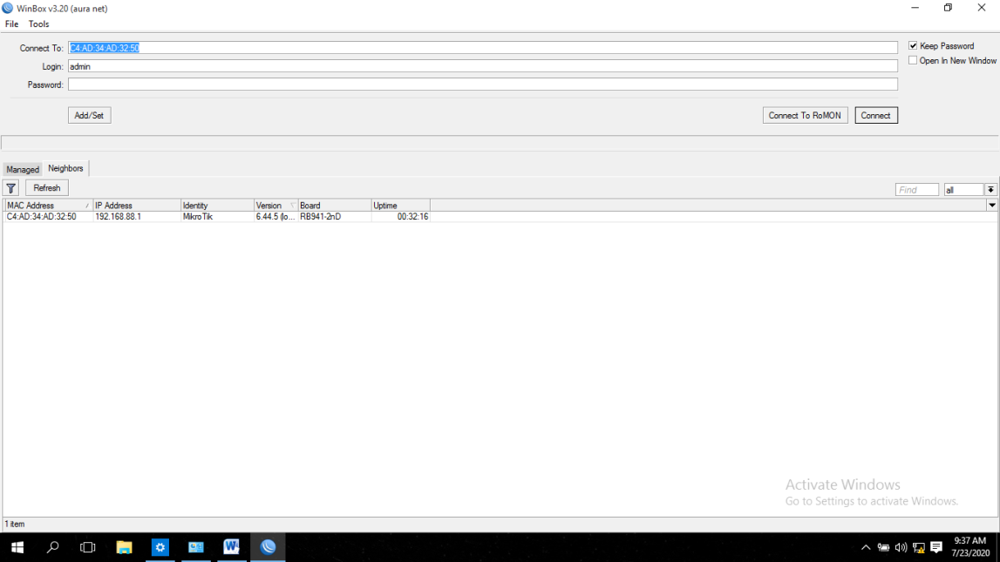 WinBox v3.20 (aura net)
File Tools
Connect To: C4:AD:34:AD:32:50
Keep Password
Login: admin
Open In New Window
Password:
Add/Set Connect To RoMON Connect
Managed Neighbors
Refresh Find all
MAC Address IP Address Identity Version Board Uptime
C4:AD:34:AD:32:50 192.168.88.1 MikroTik 6.44.5 (lo... RB941-2nD 00:32:16
Activate Windows
Go to Settings to activate Windows.
1 item
9:37 AM
7/23/2020